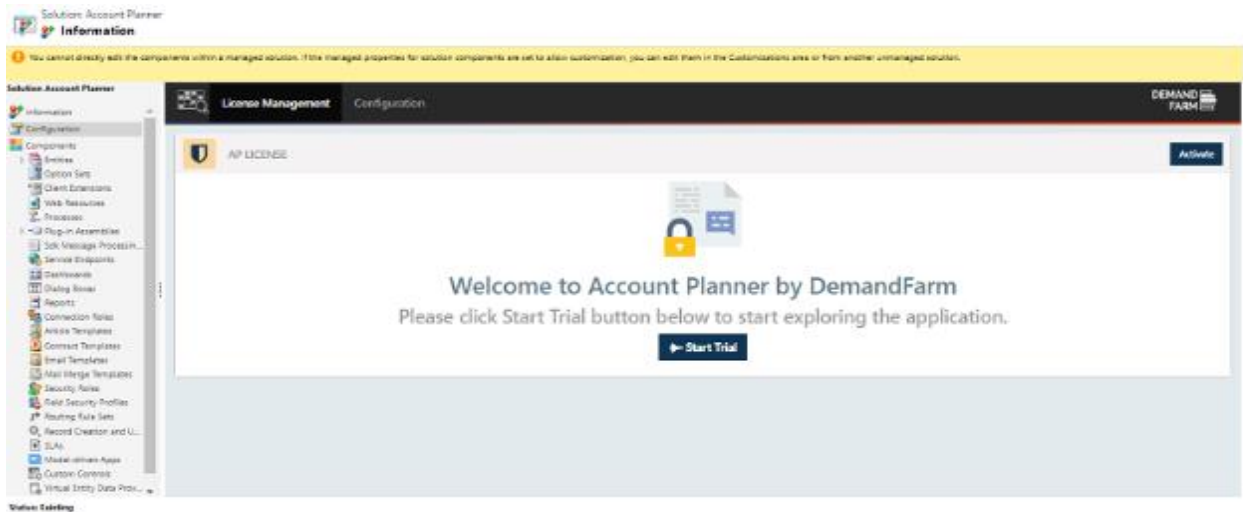 Solution: Account Planner
Information
You cannot directly edit the components within a managed solution. If the managed properties for solution components are set to allow customization, you can edit them in the Customizations area or from another unmanaged solution.
Solution Account Planner
Information
Configuration
Components
Entities
Option Sets
Client Extensions
Web Resources
Processes
Plug-in Assemblies
Sdk Message Processin...
Service Endpoints
Dashboards
Dialog Boxes
Reports
Connection Roles
Article Templates
Contract Templates
Email Templates
Mail Merge Templates
Security Roles
Field Security Profiles
Routing Rule Sets
Record Creation and U...
SLAs
Model-driven Apps
Custom Controls
Virtual Entity Data Prov...
Status: Existing
License Management Configuration
DEMAND
FARM
AP LICENSE
Activate
Welcome to Account Planner by DemandFarm
Please click Start Trial button below to start exploring the application.
Start Trial